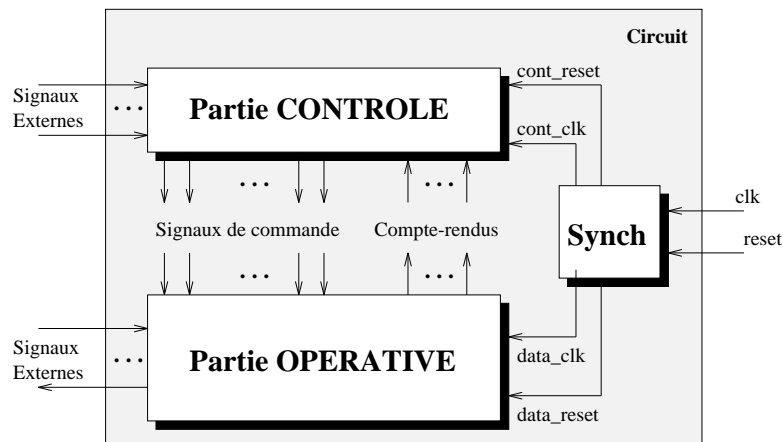 Circuit
Signaux
Externes
...
Partie CONTROLE
cont_reset
cont_clk
... ...
Signaux de commande
Compte-rendus
Synch
clk
reset
... ...
Signaux
Externes
...
Partie OPERATIVE
data_clk
data_reset